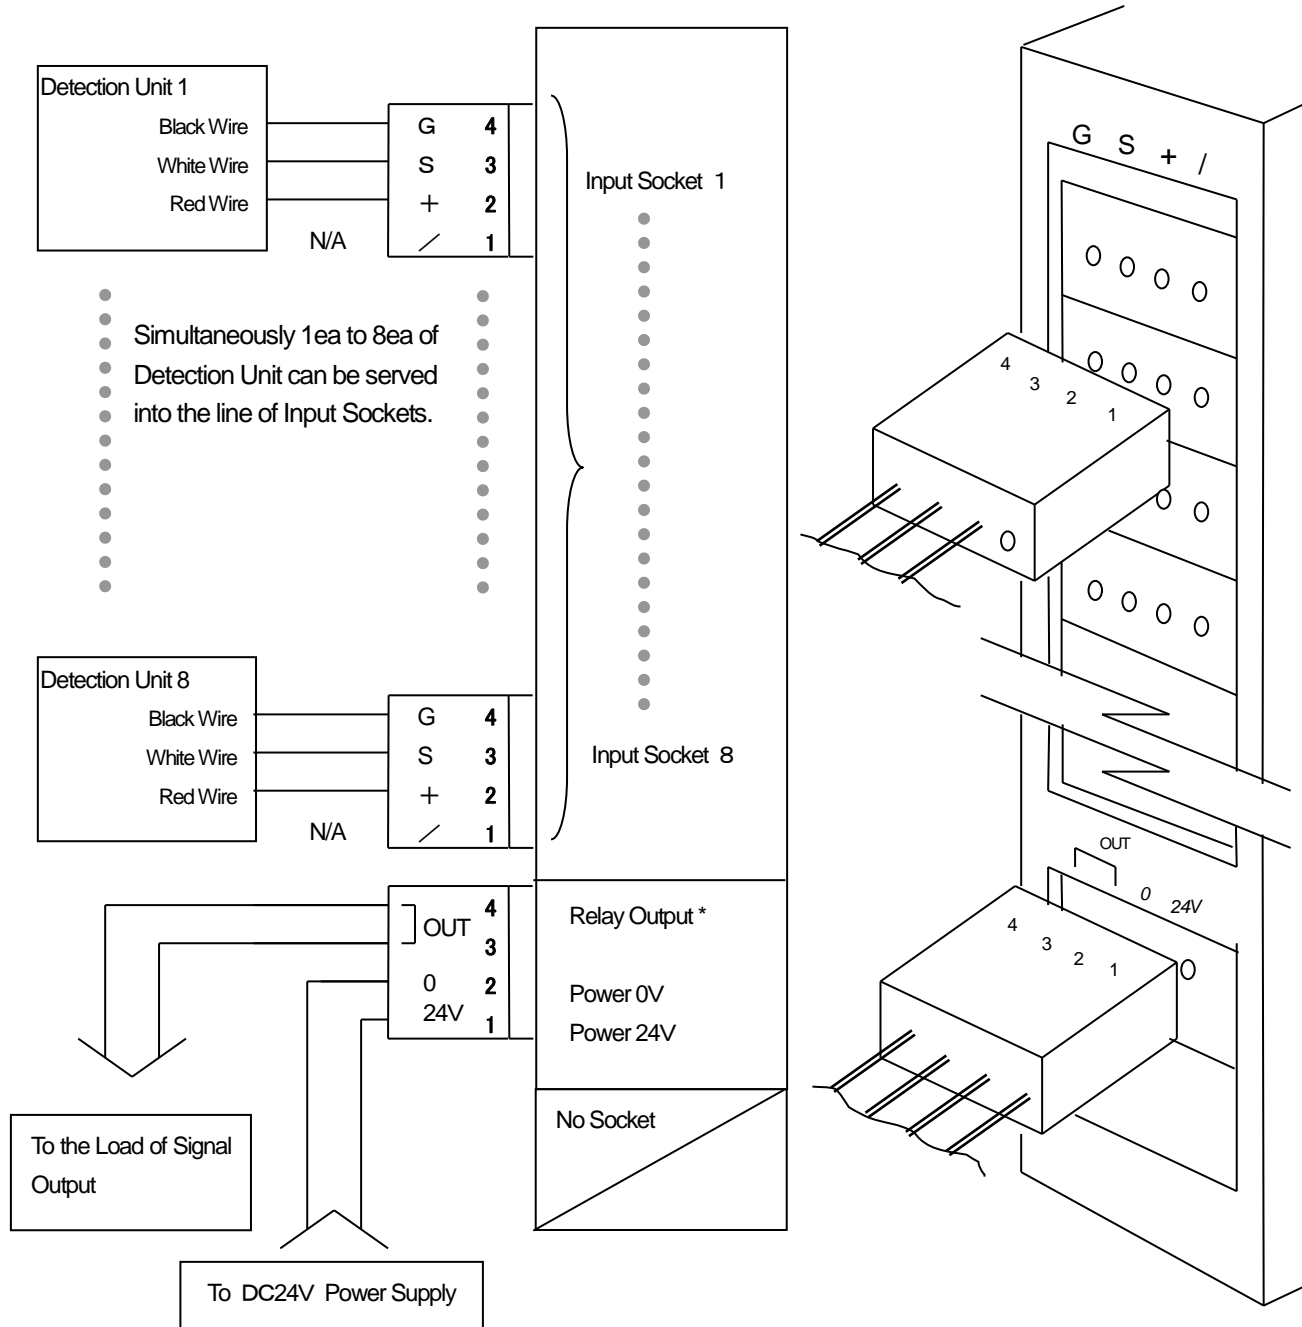 Detection Unit 1
Black Wire
White Wire
Red Wire
N/A
G 4
S 3
+ 2
/ 1
Input Socket 1
Simultaneously 1ea to 8ea of
Detection Unit can be served
into the line of Input Sockets.
Detection Unit 8
Black Wire
White Wire
Red Wire
N/A
G 4
S 3
+ 2
/ 1
Input Socket 8
OUT
4
3
0 2
24V 1
Relay Output *
Power 0V
Power 24V
No Socket
To the Load of Signal
Output
To DC24V Power Supply
G S + /
4 3 2 1
OUT
0 24V
4 3 2 1